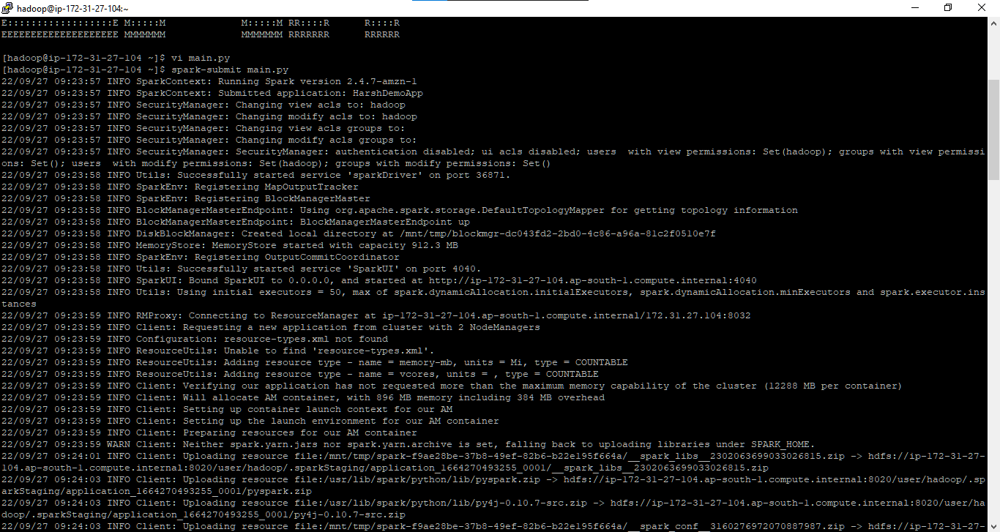 hadoop@ip-172-31-27-104:~
E::::::::::::::::::E M:::::M             M:::::M RR::::R      R::::R
EEEEEEEEEEEEEEEEEEEE MMMMMMM             MMMMMMM RRRRRRR      RRRRRR
[hadoop@ip-172-31-27-104 ~]$ vi main.py
[hadoop@ip-172-31-27-104 ~]$ spark-submit main.py
22/09/27 09:23:57 INFO SparkContext: Running Spark version 2.4.7-amzn-1
22/09/27 09:23:57 INFO SparkContext: Submitted application: HarshDemoApp
22/09/27 09:23:57 INFO SecurityManager: Changing view acls to: hadoop
22/09/27 09:23:57 INFO SecurityManager: Changing modify acls to: hadoop
22/09/27 09:23:57 INFO SecurityManager: Changing view acls groups to:
22/09/27 09:23:57 INFO SecurityManager: Changing modify acls groups to:
22/09/27 09:23:57 INFO SecurityManager: SecurityManager: authentication disabled; ui acls disabled; users  with view permissions: Set(hadoop); groups with view permissi
ons: Set(); users  with modify permissions: Set(hadoop); groups with modify permissions: Set()
22/09/27 09:23:58 INFO Utils: Successfully started service 'sparkDriver' on port 36871.
22/09/27 09:23:58 INFO SparkEnv: Registering MapOutputTracker
22/09/27 09:23:58 INFO SparkEnv: Registering BlockManagerMaster
22/09/27 09:23:58 INFO BlockManagerMasterEndpoint: Using org.apache.spark.storage.DefaultTopologyMapper for getting topology information
22/09/27 09:23:58 INFO BlockManagerMasterEndpoint: BlockManagerMasterEndpoint up
22/09/27 09:23:58 INFO DiskBlockManager: Created local directory at /mnt/tmp/blockmgr-dc043fd2-2bd0-4c86-a96a-81c2f0510e7f
22/09/27 09:23:58 INFO MemoryStore: MemoryStore started with capacity 912.3 MB
22/09/27 09:23:58 INFO SparkEnv: Registering OutputCommitCoordinator
22/09/27 09:23:58 INFO Utils: Successfully started service 'SparkUI' on port 4040.
22/09/27 09:23:58 INFO SparkUI: Bound SparkUI to 0.0.0.0, and started at http://ip-172-31-27-104.ap-south-1.compute.internal:4040
22/09/27 09:23:58 INFO Utils: Using initial executors = 50, max of spark.dynamicAllocation.initialExecutors, spark.dynamicAllocation.minExecutors and spark.executor.ins
tances
22/09/27 09:23:59 INFO RMProxy: Connecting to ResourceManager at ip-172-31-27-104.ap-south-1.compute.internal/172.31.27.104:8032
22/09/27 09:23:59 INFO Client: Requesting a new application from cluster with 2 NodeManagers
22/09/27 09:23:59 INFO Configuration: resource-types.xml not found
22/09/27 09:23:59 INFO ResourceUtils: Unable to find 'resource-types.xml'.
22/09/27 09:23:59 INFO ResourceUtils: Adding resource type - name = memory-mb, units = Mi, type = COUNTABLE
22/09/27 09:23:59 INFO ResourceUtils: Adding resource type - name = vcores, units = , type = COUNTABLE
22/09/27 09:23:59 INFO Client: Verifying our application has not requested more than the maximum memory capability of the cluster (12288 MB per container)
22/09/27 09:23:59 INFO Client: Will allocate AM container, with 896 MB memory including 384 MB overhead
22/09/27 09:23:59 INFO Client: Setting up container launch context for our AM
22/09/27 09:23:59 INFO Client: Setting up the launch environment for our AM container
22/09/27 09:23:59 INFO Client: Preparing resources for our AM container
22/09/27 09:23:59 WARN Client: Neither spark.yarn.jars nor spark.yarn.archive is set, falling back to uploading libraries under SPARK_HOME.
22/09/27 09:24:01 INFO Client: Uploading resource file:/mnt/tmp/spark-f9ae28be-37b8-49ef-82b6-b22e195f664a/__spark_libs__2302063699033026815.zip -> hdfs://ip-172-31-27-
104.ap-south-1.compute.internal:8020/user/hadoop/.sparkStaging/application_1664270493255_0001/__spark_libs__2302063699033026815.zip
22/09/27 09:24:03 INFO Client: Uploading resource file:/usr/lib/spark/python/lib/pyspark.zip -> hdfs://ip-172-31-27-104.ap-south-1.compute.internal:8020/user/hadoop/.sp
arkStaging/application_1664270493255_0001/pyspark.zip
22/09/27 09:24:03 INFO Client: Uploading resource file:/usr/lib/spark/python/lib/py4j-0.10.7-src.zip -> hdfs://ip-172-31-27-104.ap-south-1.compute.internal:8020/user/ha
doop/.sparkStaging/application_1664270493255_0001/py4j-0.10.7-src.zip
22/09/27 09:24:03 INFO Client: Uploading resource file:/mnt/tmp/spark-f9ae28be-37b8-49ef-82b6-b22e195f664a/__spark_conf__3160276972070887987.zip -> hdfs://ip-172-31-27-